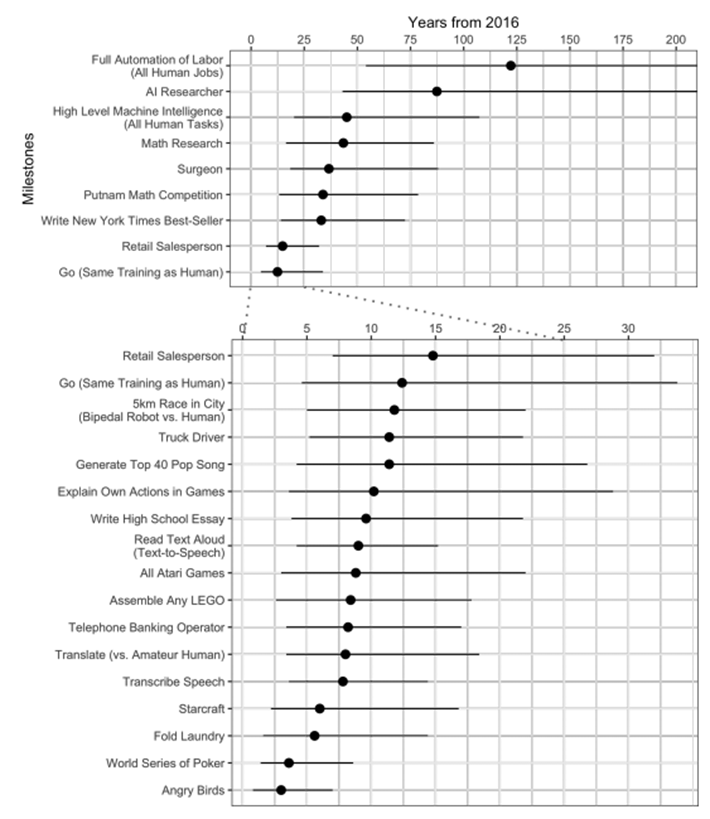 Years from 2016
0 25 50 75 100 125 150 175 200
Milestones
Full Automation of Labor
(All Human Jobs)
AI Researcher
High Level Machine Intelligence
(All Human Tasks)
Math Research
Surgeon
Putnam Math Competition
Write New York Times Best-Seller
Retail Salesperson
Go (Same Training as Human)
0 5 10 15 20 25 30
Retail Salesperson
Go (Same Training as Human)
5km Race in City
(Bipedal Robot vs. Human)
Truck Driver
Generate Top 40 Pop Song
Explain Own Actions in Games
Write High School Essay
Read Text Aloud
(Text-to-Speech)
All Atari Games
Assemble Any LEGO
Telephone Banking Operator
Translate (vs. Amateur Human)
Transcribe Speech
Starcraft
Fold Laundry
World Series of Poker
Angry Birds